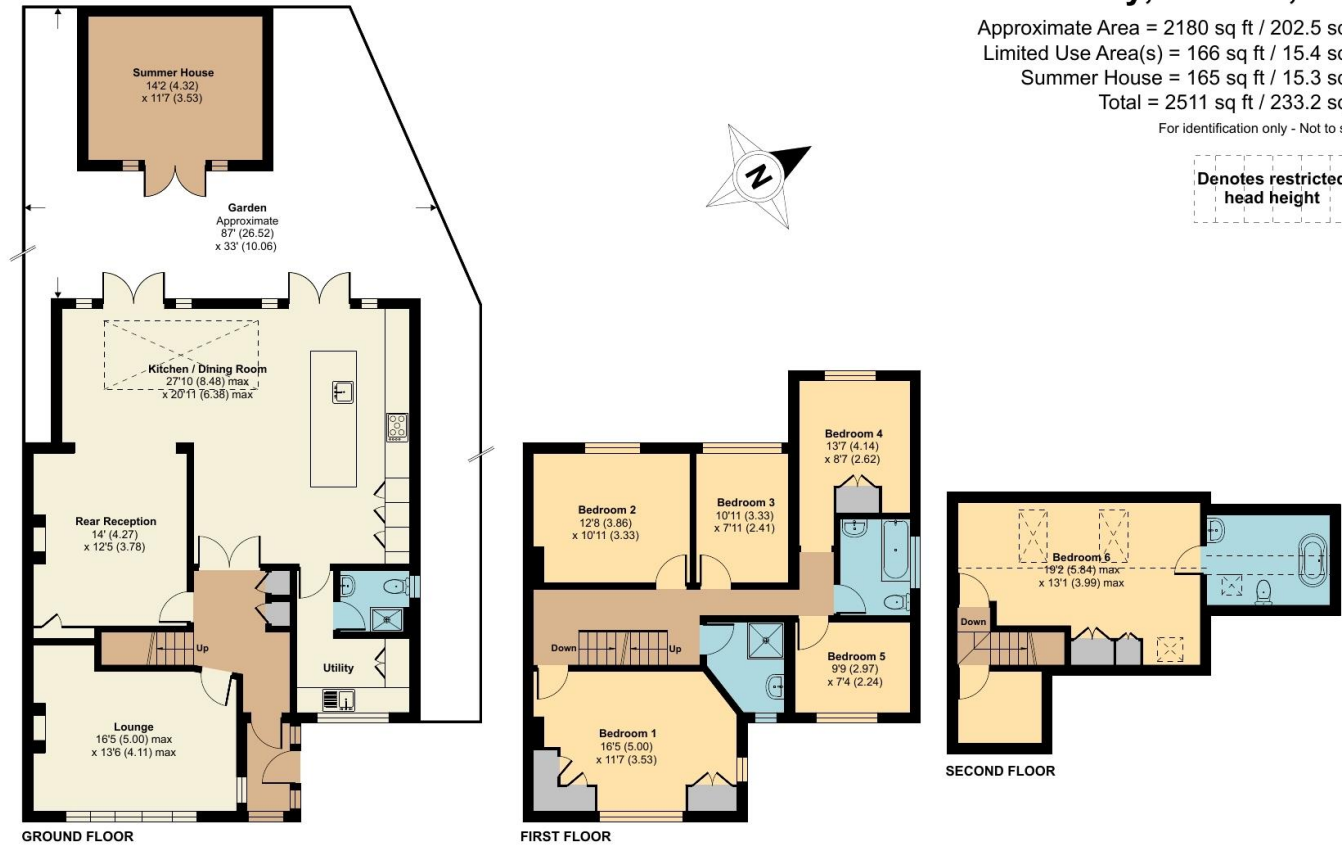 Approximate Area = 2180 sq ft / 202.5 sq
Limited Use Area(s) = 166 sq ft / 15.4 sq
Summer House = 165 sq ft / 15.3 sq
Total = 2511 sq ft / 233.2 sq
For identification only - Not to s
Denotes restricted
head height
N
Summer House
14'2 (4.32)
x 11'7 (3.53)
Garden
Approximate
87' (26.52)
x 33' (10.06)
Kitchen / Dining Room
27'10 (8.48) max
x 20'11 (6.38) max
Rear Reception
14' (4.27)
x 12'5 (3.78)
Up
Utility
Lounge
16'5 (5.00) max
x 13'6 (4.11) max
GROUND FLOOR
Bedroom 4
13'7 (4.14)
x 8'7 (2.62)
Bedroom 2
12'8 (3.86)
x 10'11 (3.33)
Bedroom 3
10'11 (3.33)
x 7'11 (2.41)
Down
Up
Bedroom 5
9'9 (2.97)
x 7'4 (2.24)
Bedroom 1
16'5 (5.00)
x 11'7 (3.53)
FIRST FLOOR
Bedroom 6
19'2 (5.84) max
x 13'1 (3.99) max
Down
SECOND FLOOR